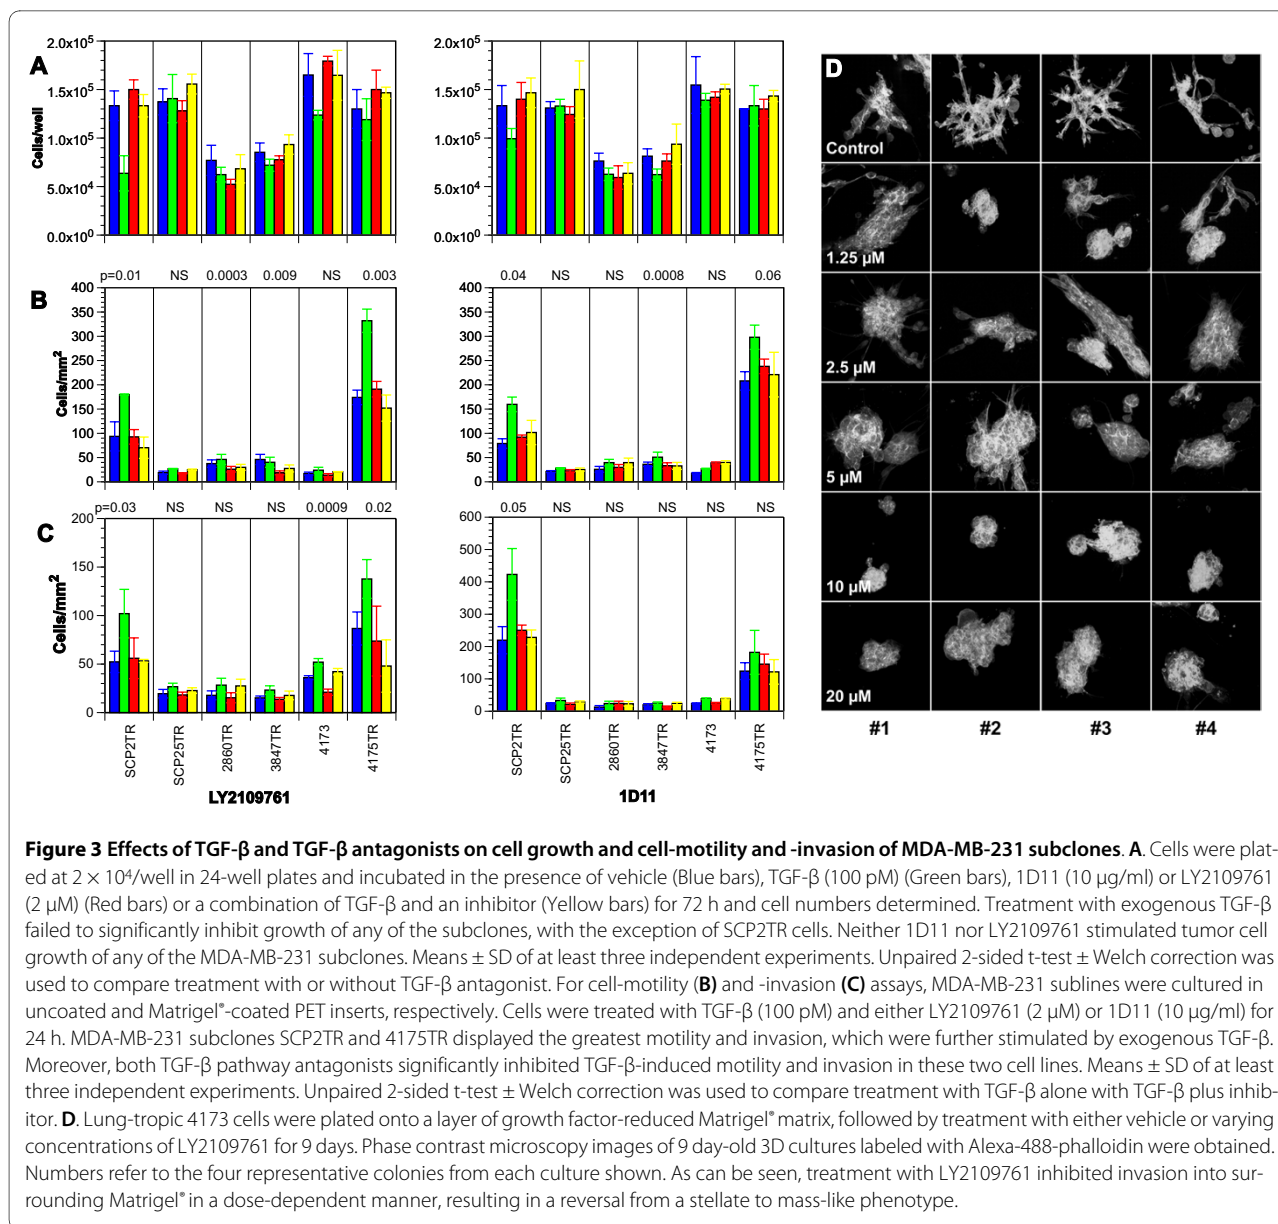 A
Cells/well
2.0x10⁵
1.5x10⁵
1.0x10⁵
5.0x10⁴
0.0x10⁰
2.0x10⁵
1.5x10⁵
1.0x10⁵
5.0x10⁴
0.0x10⁰
B
p=0.01 NS 0.0003 0.009 NS 0.003
Cells/mm²
400
350
300
250
200
150
100
50
0
0.04 NS NS 0.0008 NS 0.06
400
350
300
250
200
150
100
50
0
C
p=0.03 NS NS NS 0.0009 0.02
Cells/mm²
200
150
100
50
0
0.05 NS NS NS NS NS
600
500
400
300
200
100
0
SCP2TR SCP25TR 2860TR 3847TR 4173 4175TR
LY2109761
SCP2TR SCP25TR 2860TR 3847TR 4173 4175TR
1D11
D
Control
1.25 µM
2.5 µM
5 µM
10 µM
20 µM
#1 #2 #3 #4
Figure 3 Effects of TGF-β and TGF-β antagonists on cell growth and cell-motility and -invasion of MDA-MB-231 subclones. A. Cells were plat-
ed at 2 × 10⁴/well in 24-well plates and incubated in the presence of vehicle (Blue bars), TGF-β (100 pM) (Green bars), 1D11 (10 μg/ml) or LY2109761
(2 μM) (Red bars) or a combination of TGF-β and an inhibitor (Yellow bars) for 72 h and cell numbers determined. Treatment with exogenous TGF-β
failed to significantly inhibit growth of any of the subclones, with the exception of SCP2TR cells. Neither 1D11 nor LY2109761 stimulated tumor cell
growth of any of the MDA-MB-231 subclones. Means ± SD of at least three independent experiments. Unpaired 2-sided t-test ± Welch correction was
used to compare treatment with or without TGF-β antagonist. For cell-motility (B) and -invasion (C) assays, MDA-MB-231 sublines were cultured in
uncoated and Matrigel®-coated PET inserts, respectively. Cells were treated with TGF-β (100 pM) and either LY2109761 (2 μM) or 1D11 (10 μg/ml) for
24 h. MDA-MB-231 subclones SCP2TR and 4175TR displayed the greatest motility and invasion, which were further stimulated by exogenous TGF-β.
Moreover, both TGF-β pathway antagonists significantly inhibited TGF-β-induced motility and invasion in these two cell lines. Means ± SD of at least
three independent experiments. Unpaired 2-sided t-test ± Welch correction was used to compare treatment with TGF-β alone with TGF-β plus inhib-
itor. D. Lung-tropic 4173 cells were plated onto a layer of growth factor-reduced Matrigel® matrix, followed by treatment with either vehicle or varying
concentrations of LY2109761 for 9 days. Phase contrast microscopy images of 9 day-old 3D cultures labeled with Alexa-488-phalloidin were obtained.
Numbers refer to the four representative colonies from each culture shown. As can be seen, treatment with LY2109761 inhibited invasion into sur-
rounding Matrigel® in a dose-dependent manner, resulting in a reversal from a stellate to mass-like phenotype.